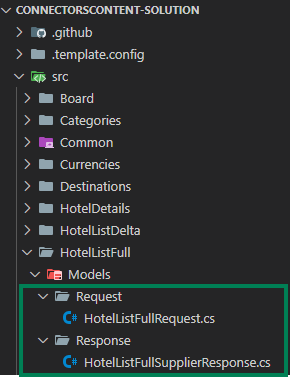 CONNECTORSCONTENT-SOLUTION
.github
.template.config
src
Board
Categories
Common
Currencies
Destinations
HotelDetails
HotelListDelta
HotelListFull
Models
Request
C# HotelListFullRequest.cs
Response
C# HotelListFullSupplierResponse.cs